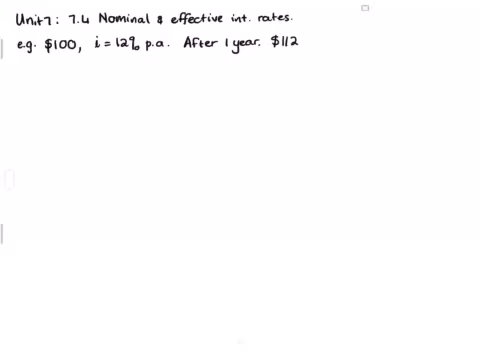 Unit 7: 7.4 Nominal & effective int. rates.
e.g. $100, i = 12% p.a. After 1 year. $112